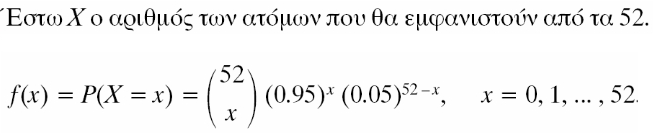 Έστω X ο αριθμός των ατόμων που θα εμφανιστούν από τα 52.
f(x) = P(X = x) = (52 x) (0.95)^x (0.05)^{52−x}, x = 0, 1, ... , 52.